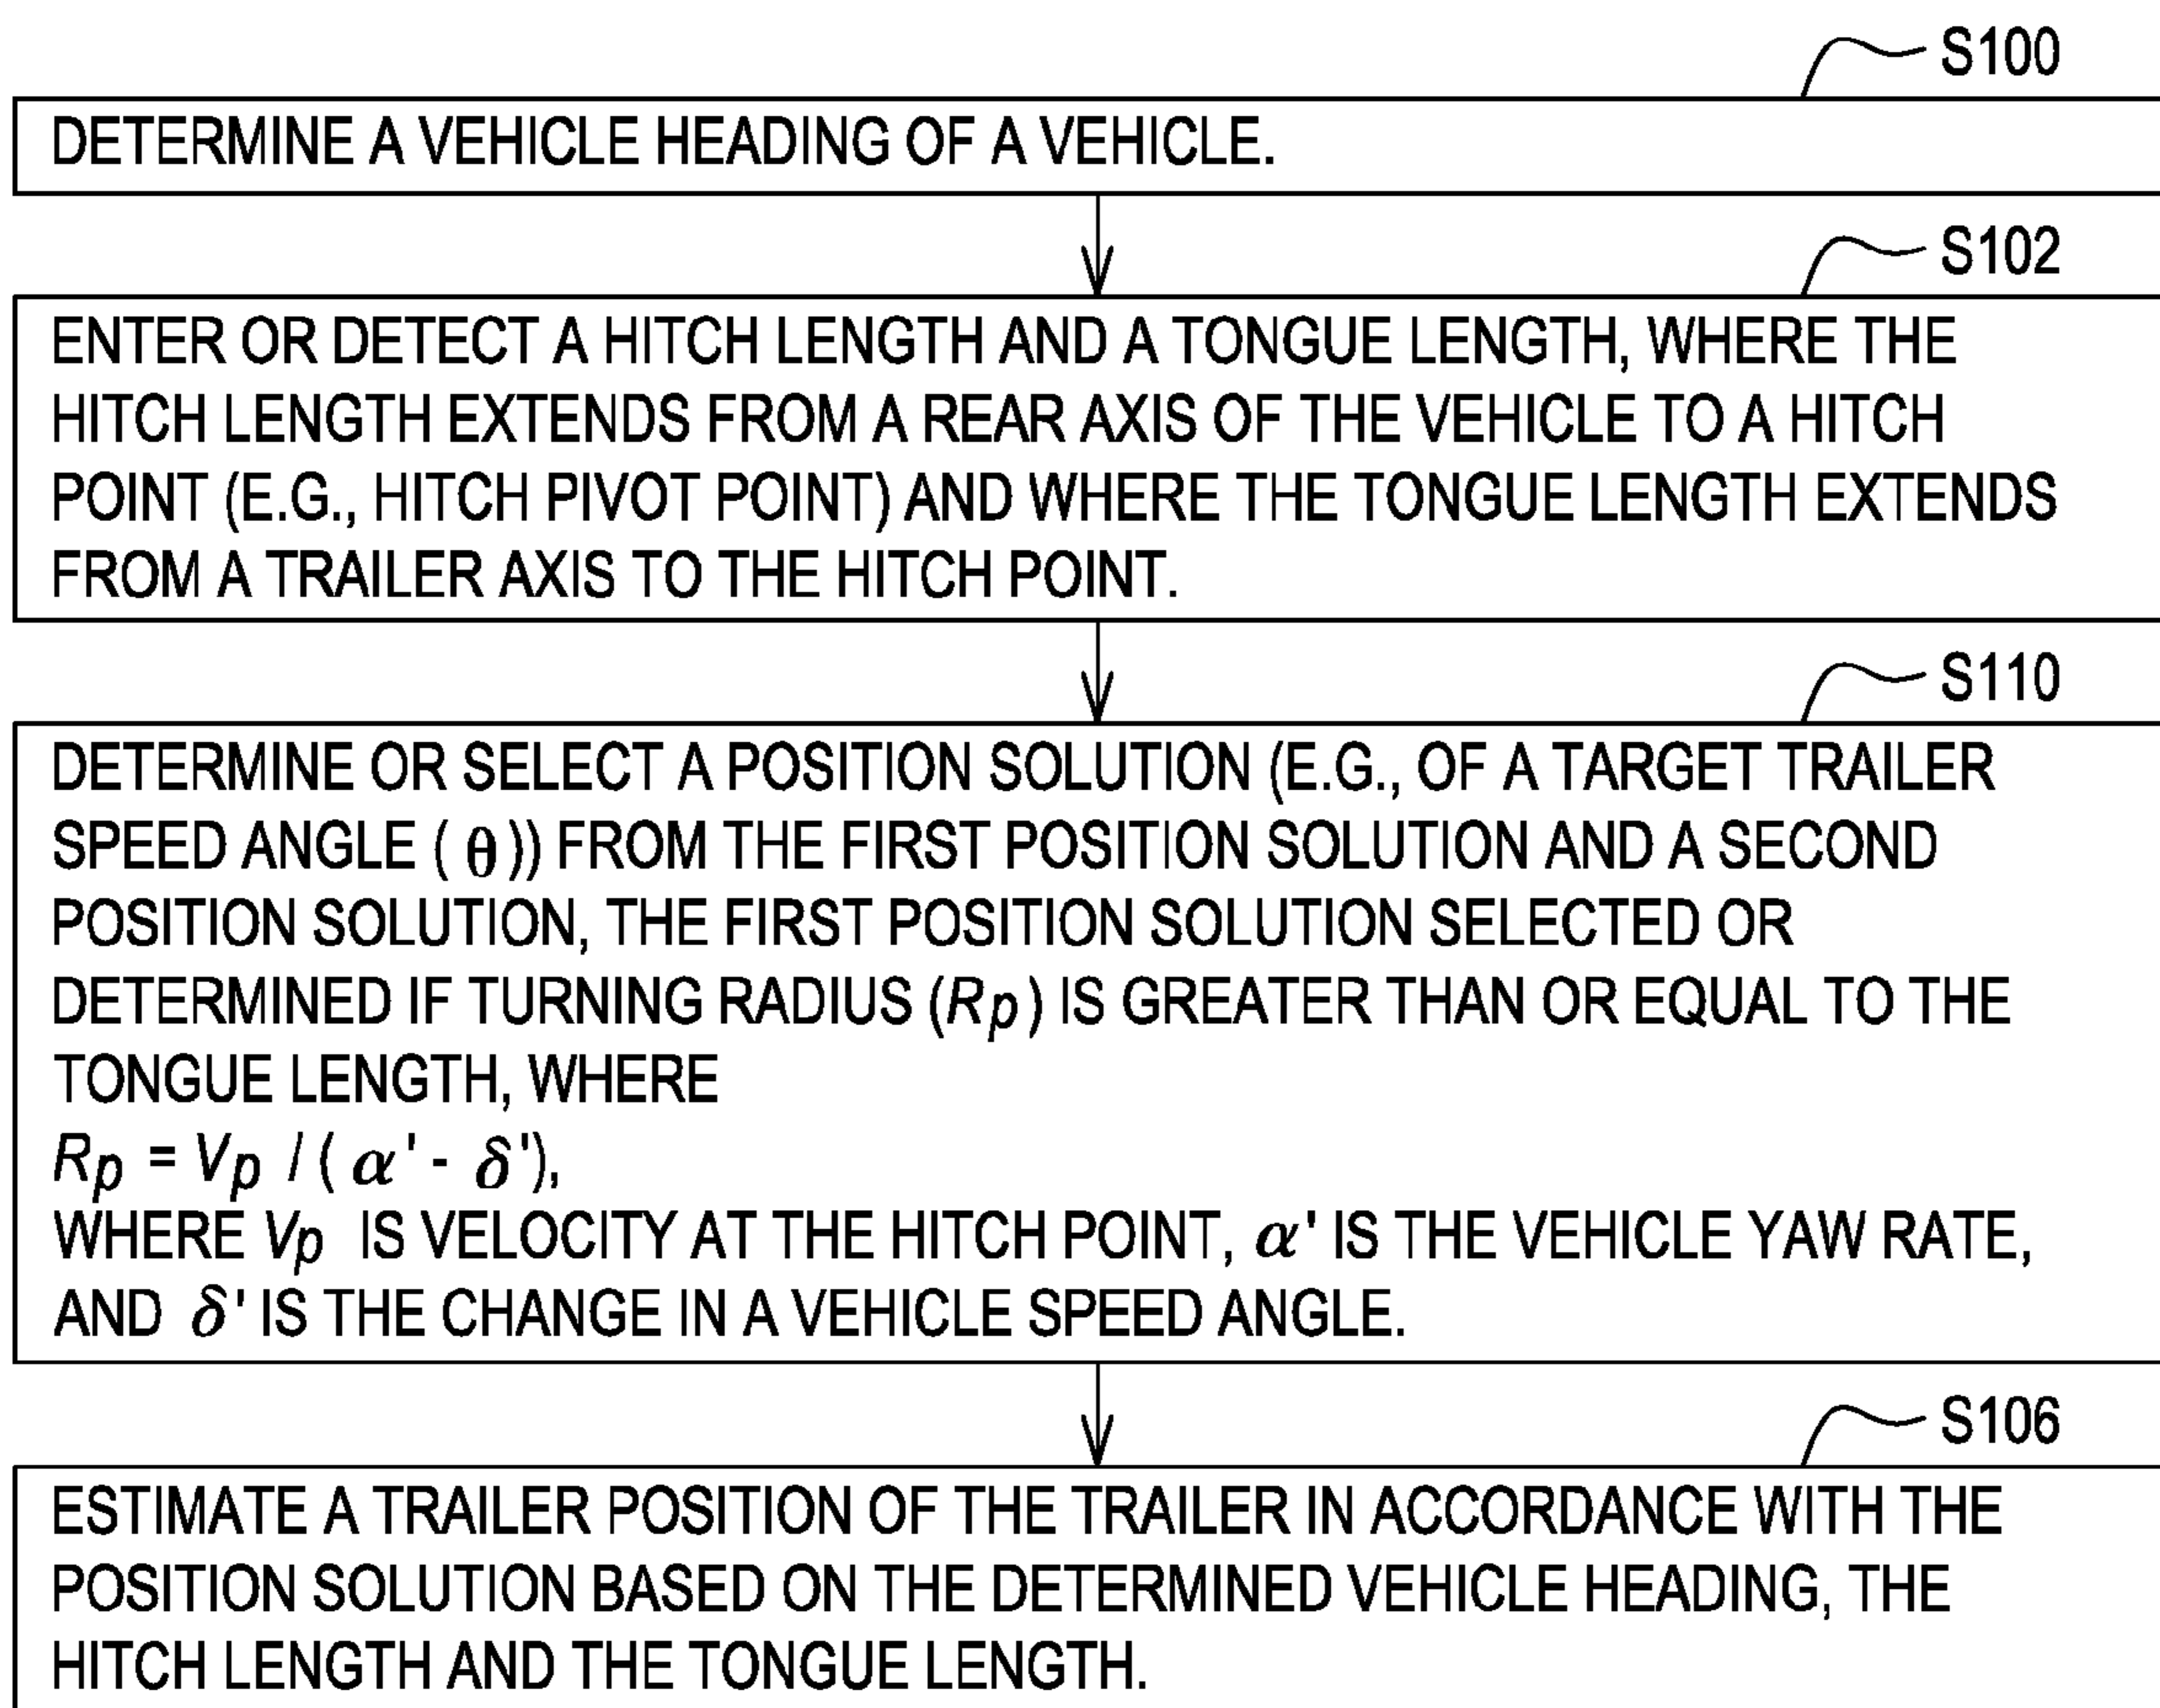 S100
DETERMINE A VEHICLE HEADING OF A VEHICLE.
S102
ENTER OR DETECT A HITCH LENGTH AND A TONGUE LENGTH, WHERE THE
HITCH LENGTH EXTENDS FROM A REAR AXIS OF THE VEHICLE TO A HITCH
POINT (E.G., HITCH PIVOT POINT) AND WHERE THE TONGUE LENGTH EXTENDS
FROM A TRAILER AXIS TO THE HITCH POINT.
S110
DETERMINE OR SELECT A POSITION SOLUTION (E.G., OF A TARGET TRAILER
SPEED ANGLE ( θ )) FROM THE FIRST POSITION SOLUTION AND A SECOND
POSITION SOLUTION, THE FIRST POSITION SOLUTION SELECTED OR
DETERMINED IF TURNING RADIUS (Rp) IS GREATER THAN OR EQUAL TO THE
TONGUE LENGTH, WHERE
Rp = Vp / ( α' - δ'),
WHERE Vp IS VELOCITY AT THE HITCH POINT, α' IS THE VEHICLE YAW RATE,
AND δ' IS THE CHANGE IN A VEHICLE SPEED ANGLE.
S106
ESTIMATE A TRAILER POSITION OF THE TRAILER IN ACCORDANCE WITH THE
POSITION SOLUTION BASED ON THE DETERMINED VEHICLE HEADING, THE
HITCH LENGTH AND THE TONGUE LENGTH.